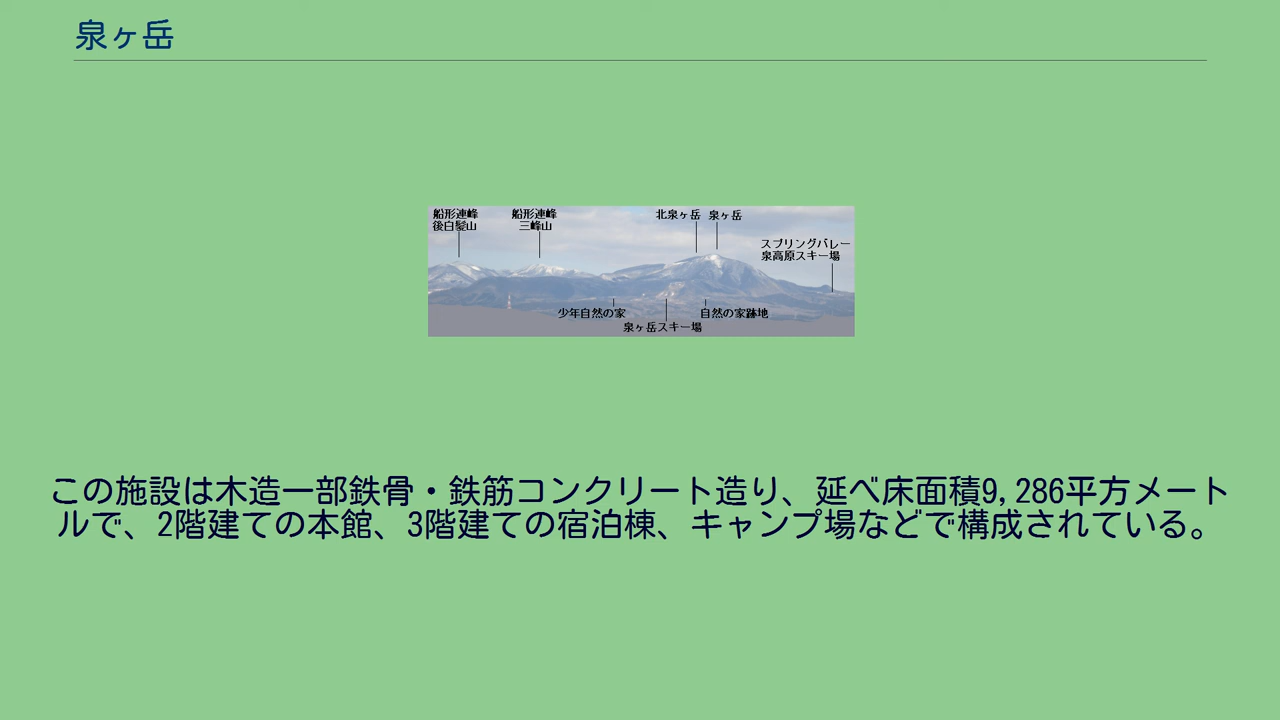 泉ヶ岳
船形連峰
後白髪山
船形連峰
三峰山
北泉ヶ岳
泉ヶ岳
スプリングバレー
泉高原スキー場
少年自然の家
自然の家跡地
泉ヶ岳スキー場
この施設は木造一部鉄骨・鉄筋コンクリート造り、延べ床面積9,286平方メート
ルで、2階建ての本館、3階建ての宿泊棟、キャンプ場などで構成されている。